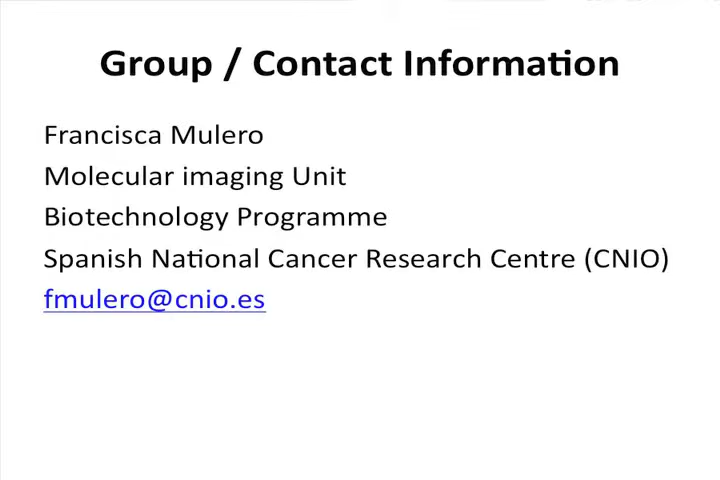 Group / Contact Information
Francisca Mulero
Molecular imaging Unit
Biotechnology Programme
Spanish National Cancer Research Centre (CNIO)
fmulero@cnio.es